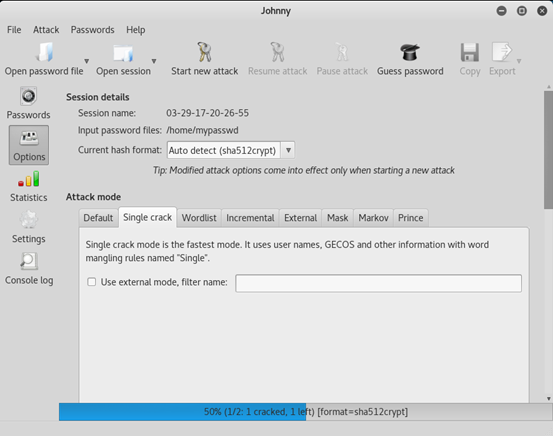 Johnny
File Attack Passwords Help
Open password file Open session Start new attack Resume attack Pause attack Guess password Copy Export
Passwords
Options
Statistics
Settings
Console log
Session details
Session name: 03-29-17-20-26-55
Input password files: /home/mypasswd
Current hash format: Auto detect (sha512crypt)
Tip: Modified attack options come into effect only when starting a new attack
Attack mode
Default Single crack Wordlist Incremental External Mask Markov Prince
Single crack mode is the fastest mode. It uses user names, GECOS and other information with word
mangling rules named "Single".
Use external mode, filter name:
50% (1/2: 1 cracked, 1 left) [format=sha512crypt]